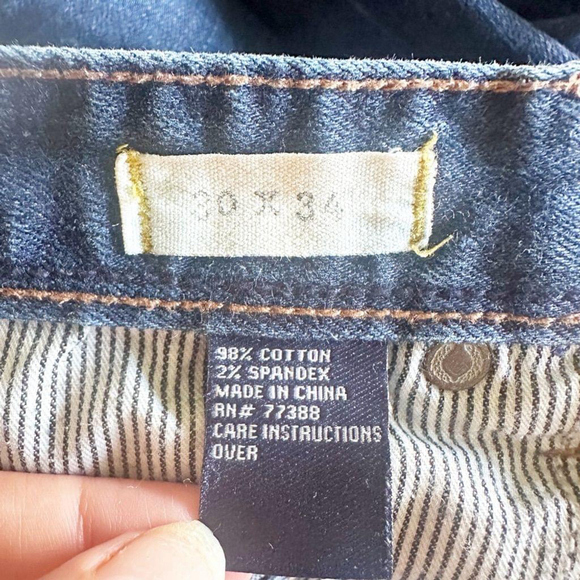 30 X 34
98% COTTON
2% SPANDEX
MADE IN CHINA
RN# 77388
CARE INSTRUCTIONS
OVER